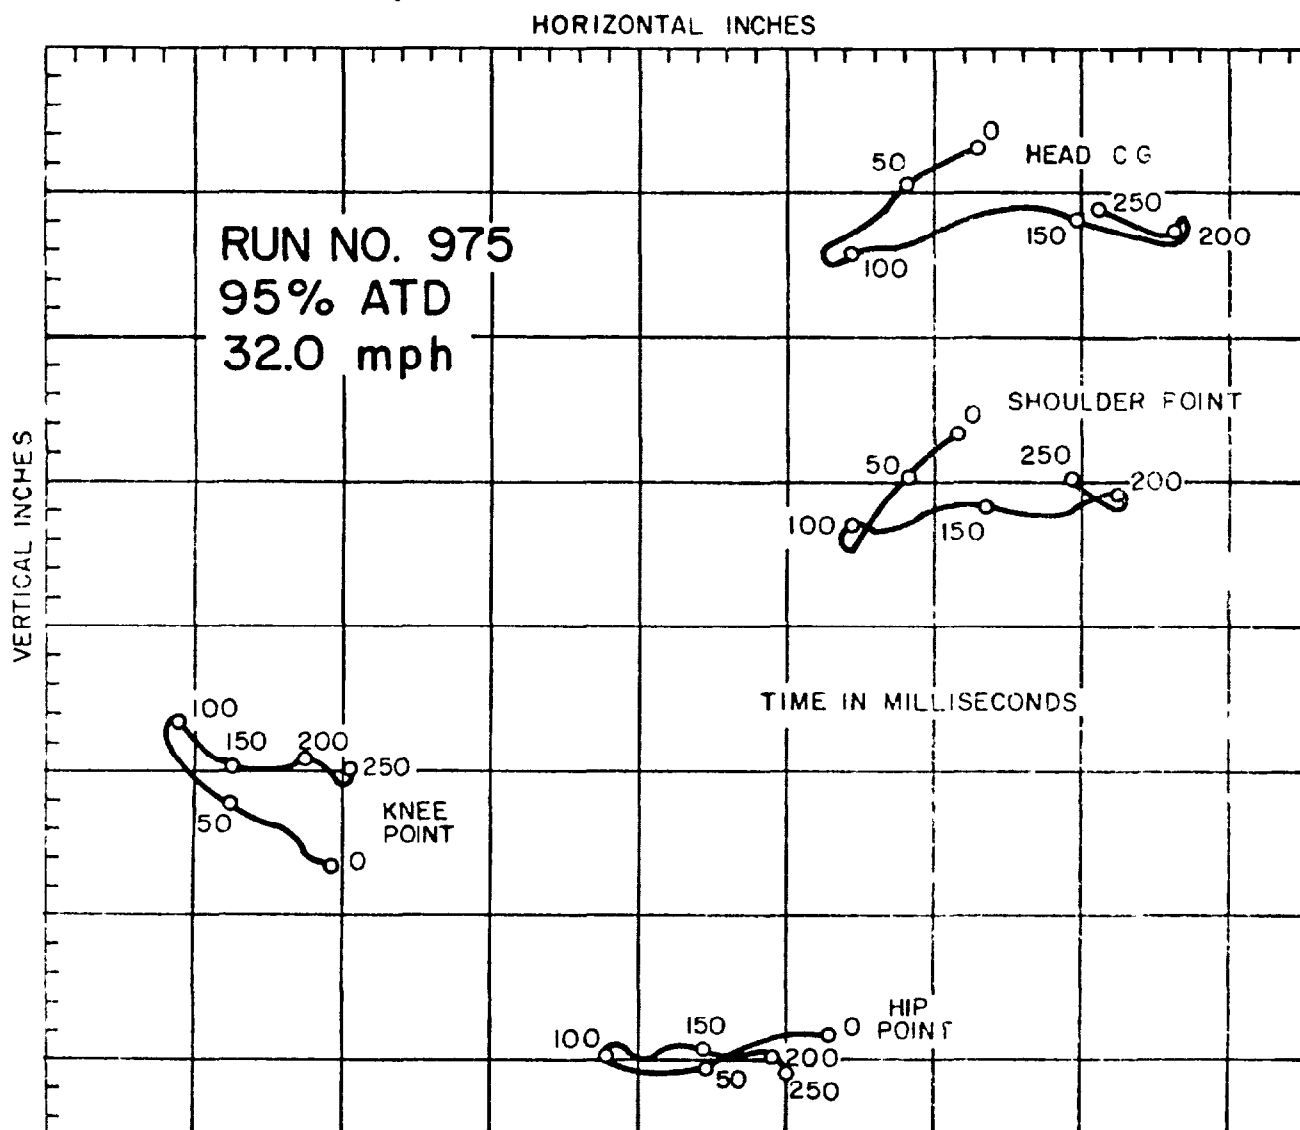 HORIZONTAL INCHES
VERTICAL INCHES
0
50
HEAD CG
250
150
200
100
RUN NO. 975
95% ATD
32.0 mph
SHOULDER POINT
0
50
250
200
100
150
TIME IN MILLISECONDS
100
150
200
250
50
KNEE
POINT
0
HIP
POINT
0
150
100
200
50
250